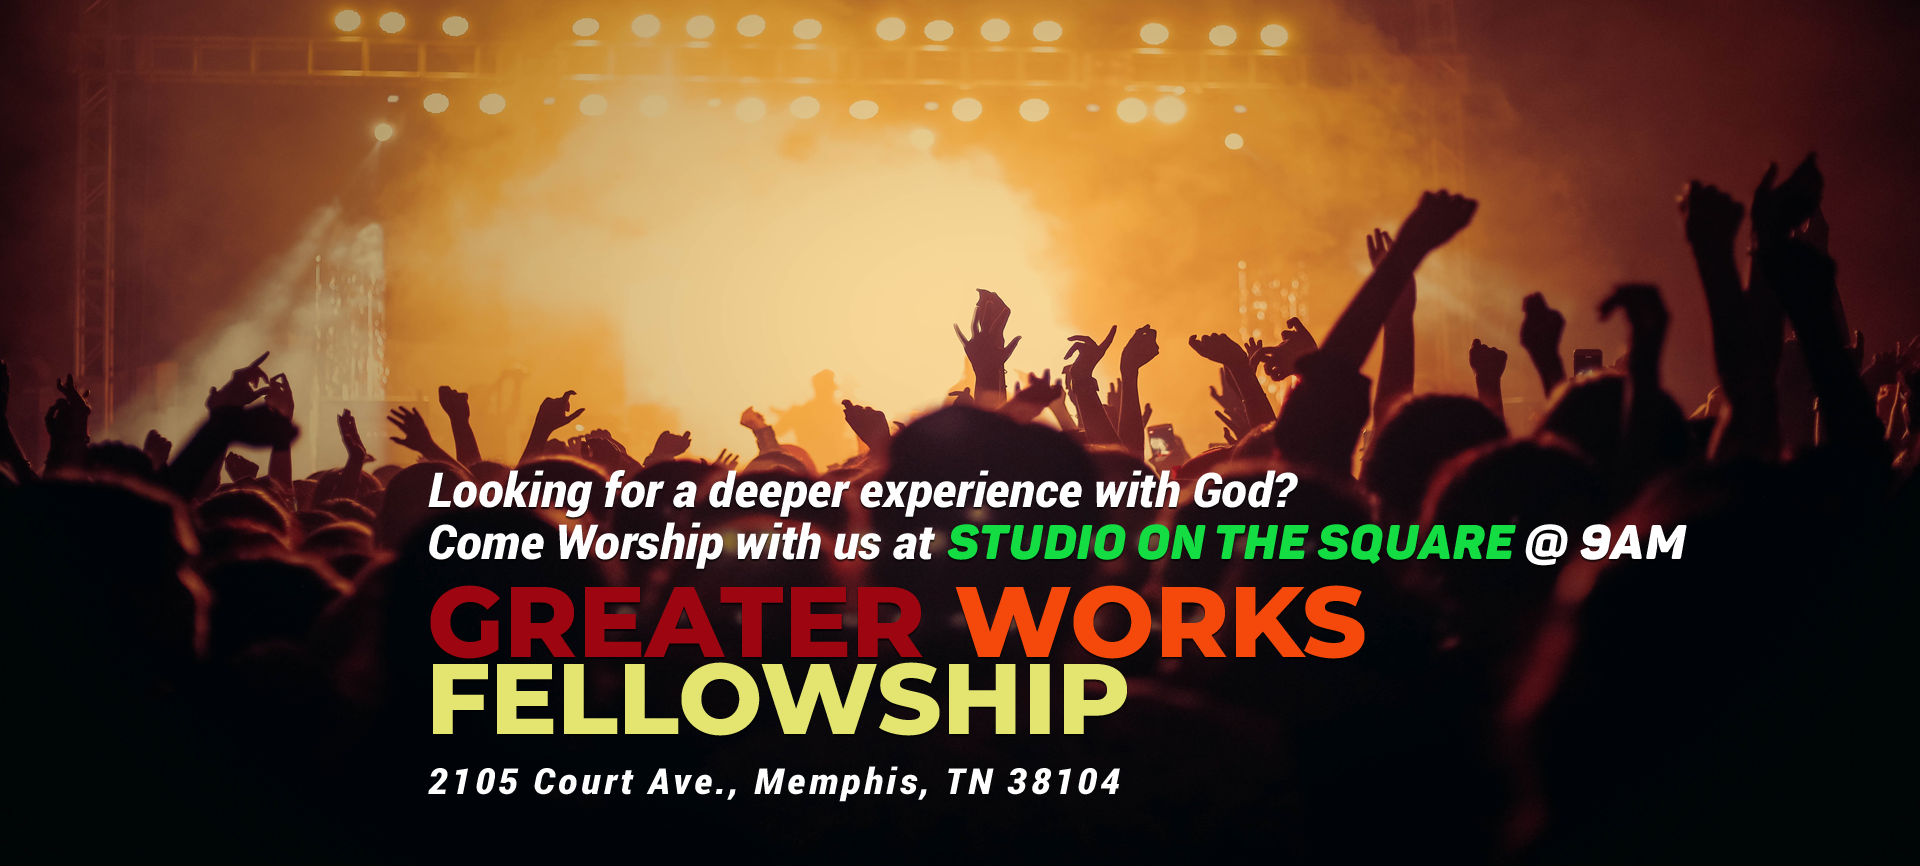 Looking for a deeper experience with God?
Come Worship with us at STUDIO ON THE SQUARE @ 9AM
GREATER WORKS
FELLOWSHIP
2105 Court Ave., Memphis, TN 38104